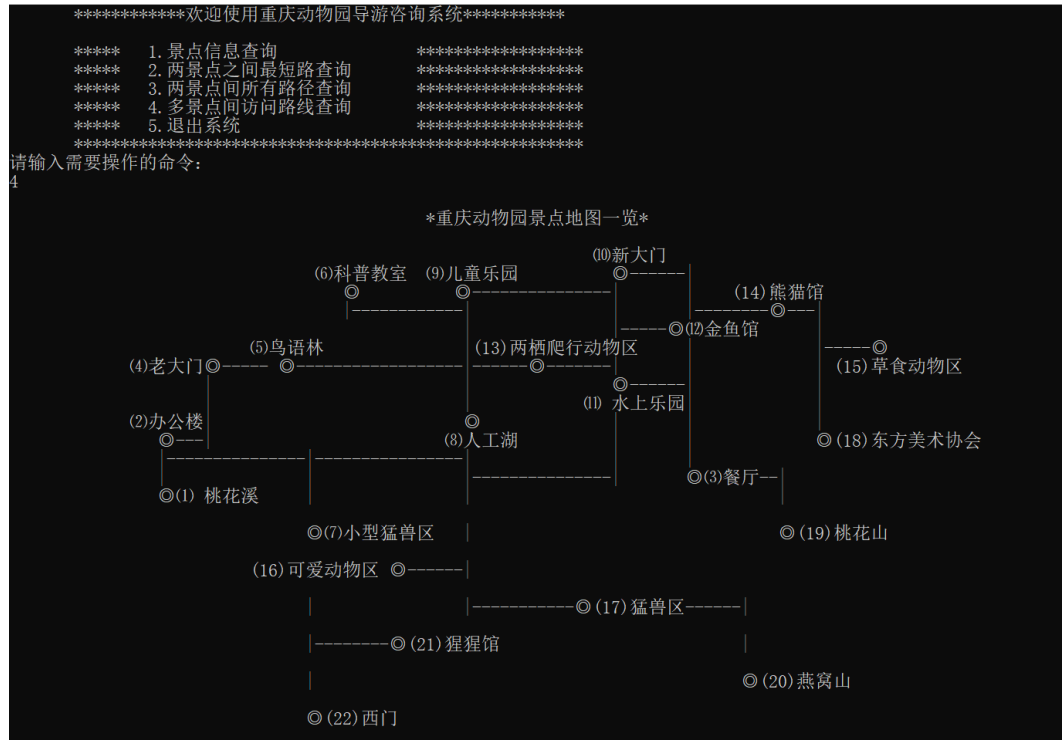 ************欢迎使用重庆动物园导游咨询系统***********
***** 1.景点信息查询 ******************
***** 2.两景点之间最短路查询 ******************
***** 3.两景点间所有路径查询 ******************
***** 4.多景点间访问路线查询 ******************
***** 5.退出系统 ******************
*******************************************************
请输入需要操作的命令:
4
*重庆动物园景点地图一览*
⑽新大门
(6)科普教室 (9)儿童乐园
◎------
(14)熊猫馆
◎ ◎---------------
|------------ --------◎---
-----◎⑿金鱼馆
(5)鸟语林 (13)两栖爬行动物区
-----◎
(4)老大门◎----- ◎------------------ -------◎-------
(15)草食动物区
◎------
⑾ 水上乐园
(2)办公楼 ◎
◎--- (8)人工湖 ◎(18)东方美术协会
|--------------- ----------------
--------------- ◎⑶餐厅--
◎⑴ 桃花溪
◎⑺小型猛兽区 | ◎(19)桃花山
(16)可爱动物区 ◎------|
| |-----------◎(17)猛兽区------|
|--------◎(21)猩猩馆 |
| ◎(20)燕窝山
◎(22)西门